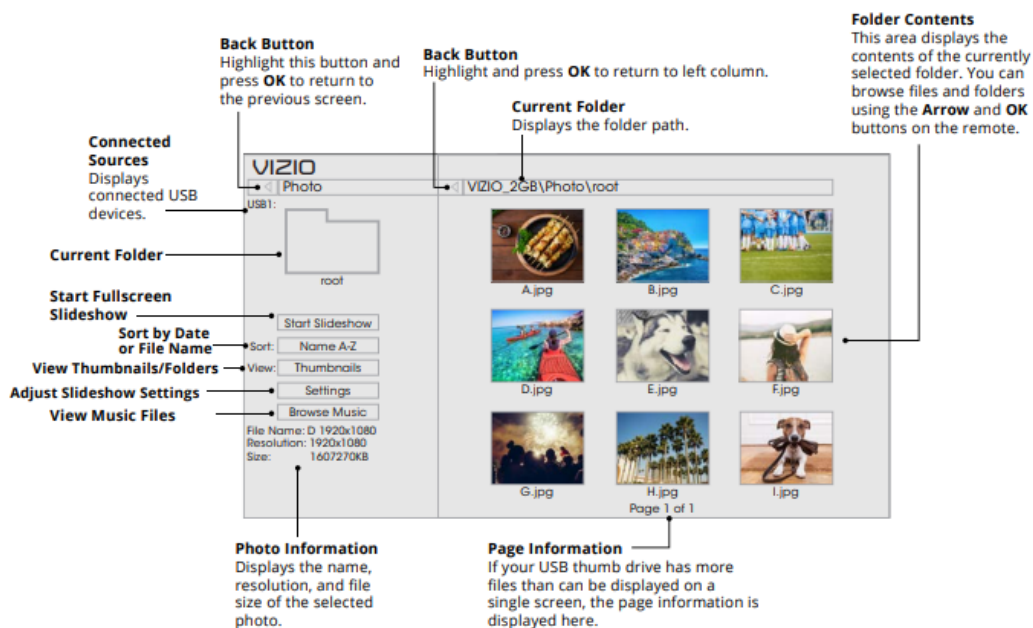 Back Button
Highlight this button and
press OK to return to
the previous screen.
Back Button
Highlight and press OK to return to left column.
Current Folder
Displays the folder path.
Folder Contents
This area displays the
contents of the currently
selected folder. You can
browse files and folders
using the Arrow and OK
buttons on the remote.
Connected
Sources
Displays
connected USB
devices.
Current Folder
Start Fullscreen
Slideshow
Sort by Date
or File Name
View Thumbnails/Folders
Adjust Slideshow Settings
View Music Files
VIZIO
Photo
VIZIO_2GB\Photo\root
USB1:
root
Start Slideshow
Sort: Name A-Z
View: Thumbnails
Settings
Browse Music
File Name: D 1920x1080
Resolution: 1920x1080
Size: 1607270KB
A.jpg
B.jpg
C.jpg
D.jpg
E.jpg
F.jpg
G.jpg
H.jpg
I.jpg
Page 1 of 1
Photo Information
Displays the name,
resolution, and file
size of the selected
photo.
Page Information
If your USB thumb drive has more
files than can be displayed on a
single screen, the page information is
displayed here.